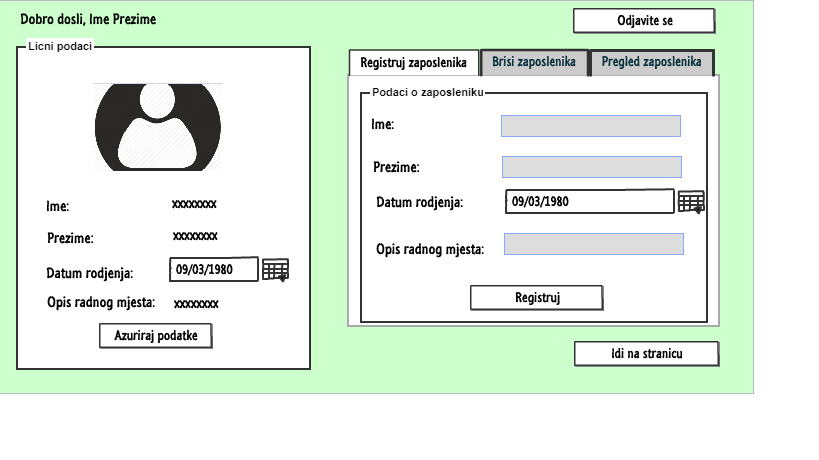 Dobro dosli, Ime Prezime
Odjavite se
Licni podaci
Ime: xxxxxxxx
Prezime: xxxxxxxx
Datum rodjenja: 09/03/1980
Opis radnog mjesta: xxxxxxxx
Azuriraj podatke
Registruj zaposlenika
Brisi zaposlenika
Pregled zaposlenika
Podaci o zaposleniku
Ime:
Prezime:
Datum rodjenja: 09/03/1980
Opis radnog mjesta:
Registruj
Idi na stranicu